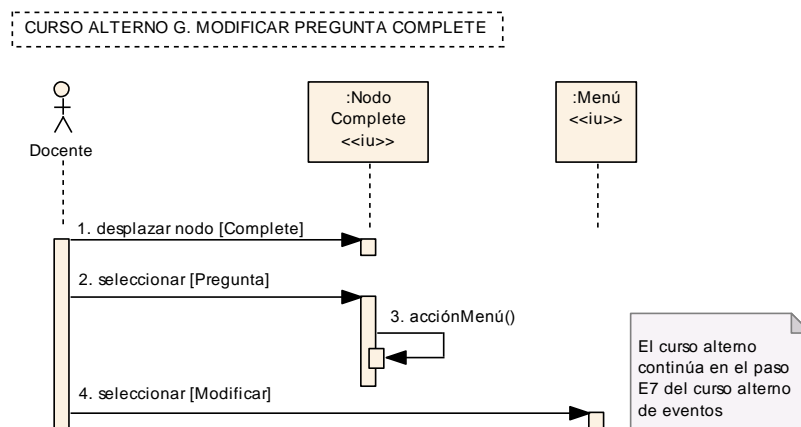 CURSO ALTERNO G. MODIFICAR PREGUNTA COMPLETE
:Nodo
Complete
<<iu>>
:Menú
<<iu>>
Docente
1. desplazar nodo [Complete]
2. seleccionar [Pregunta]
3. acciónMenú()
4. seleccionar [Modificar]
El curso alterno
continúa en el paso
E7 del curso alterno
de eventos